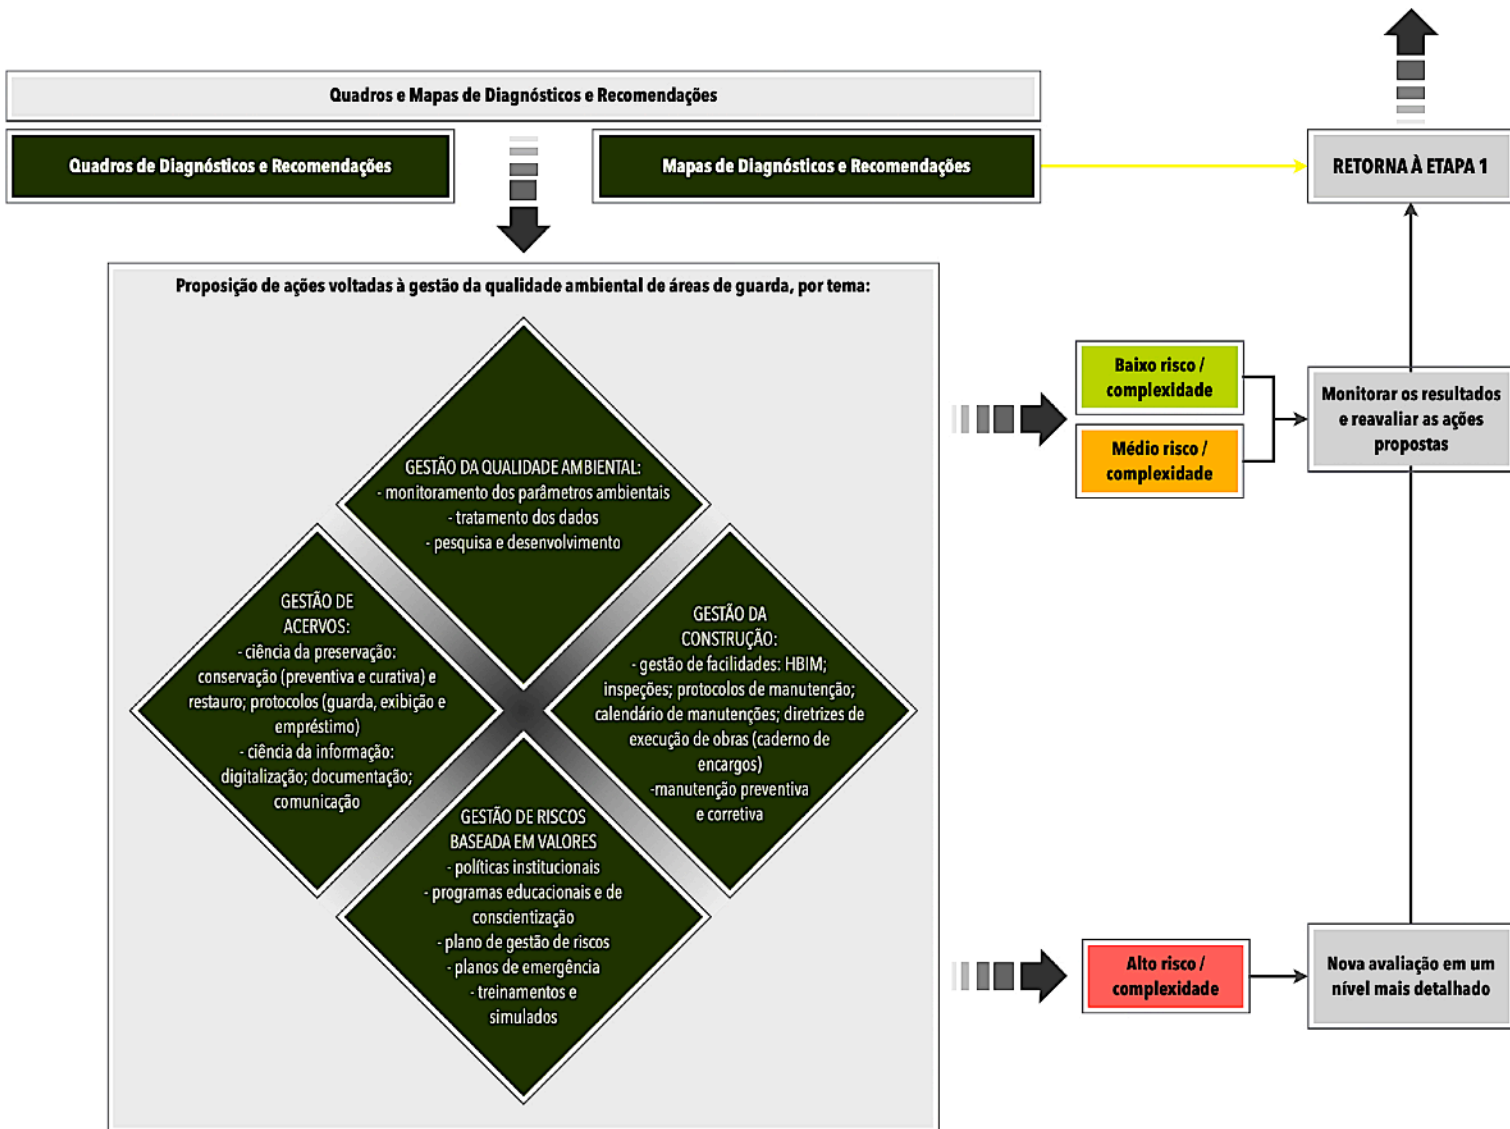 Quadros e Mapas de Diagnósticos e Recomendações
Quadros de Diagnósticos e Recomendações
Mapas de Diagnósticos e Recomendações
RETORNA À ETAPA 1
Proposição de ações voltadas à gestão da qualidade ambiental de áreas de guarda, por tema:
GESTÃO DA QUALIDADE AMBIENTAL:
- monitoramento dos parâmetros ambientais
- tratamento dos dados
- pesquisa e desenvolvimento
GESTÃO DE
ACERVOS:
- ciência da preservação:
conservação (preventiva e curativa) e
restauro; protocolos (guarda, exibição e
empréstimo)
- ciência da informação:
digitalização; documentação;
comunicação
GESTÃO DA
CONSTRUÇÃO:
- gestão de facilidades: HBIM;
inspeções; protocolos de manutenção;
calendário de manutenções; diretrizes de
execução de obras (caderno de
encargos)
-manutenção preventiva
e corretiva
GESTÃO DE RISCOS
BASEADA EM VALORES
- políticas institucionais
- programas educacionais e de
conscientização
- plano de gestão de riscos
- planos de emergência
- treinamentos e
simulados
Baixo risco /
complexidade
Médio risco /
complexidade
Monitorar os resultados
e reavaliar as ações
propostas
Alto risco /
complexidade
Nova avaliação em um
nível mais detalhado